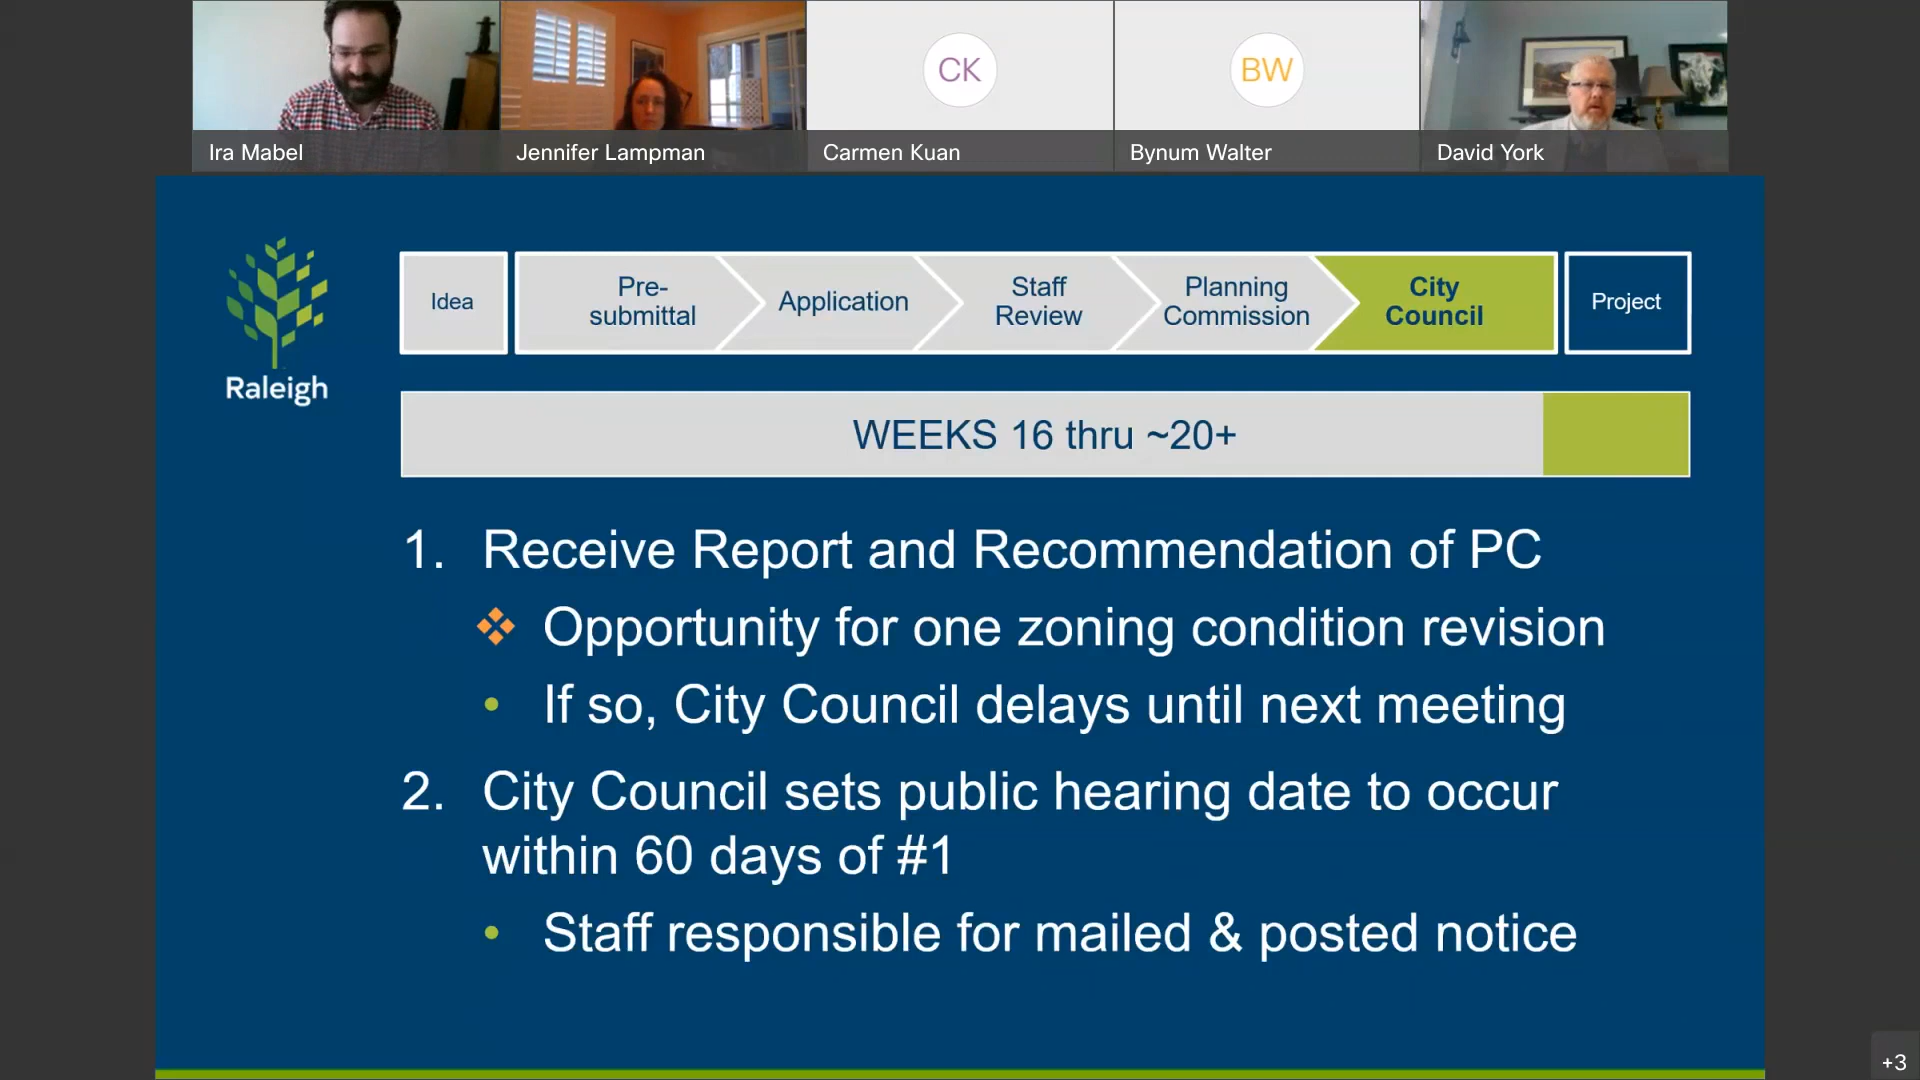 CK
BW
Ira Mabel
Jennifer Lampman
Carmen Kuan
Bynum Walter
David York
Raleigh
Idea
Pre-
submittal
Application
Staff
Review
Planning
Commission
City
Council
Project
WEEKS 16 thru ~20+
1. Receive Report and Recommendation of PC
❖ Opportunity for one zoning condition revision
• If so, City Council delays until next meeting
2. City Council sets public hearing date to occur
within 60 days of #1
• Staff responsible for mailed & posted notice
+3